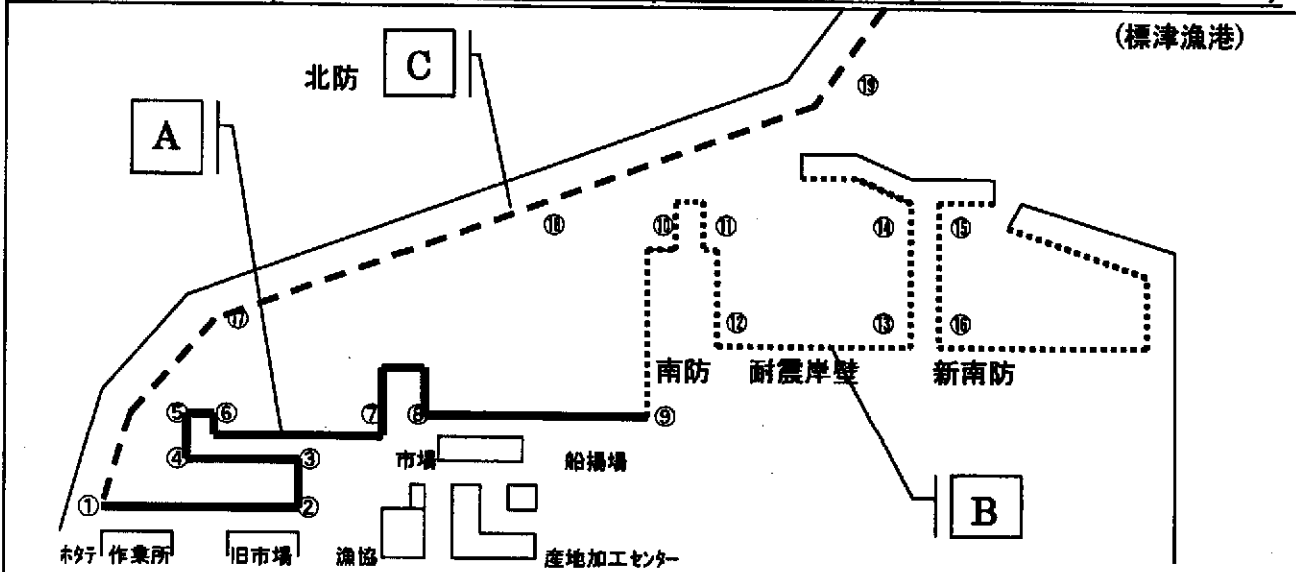 (標津漁港)
北防
C
A
⑲
⑱
⑩
⑪
⑭
⑮
⑰
⑫
⑬
⑯
南防
耐震岸壁
新南防
⑤
⑥
⑦
⑧
⑨
④
③
市場
船揚場
①
②
B
ホタテ
作業所
旧市場
漁協
産地加工センター